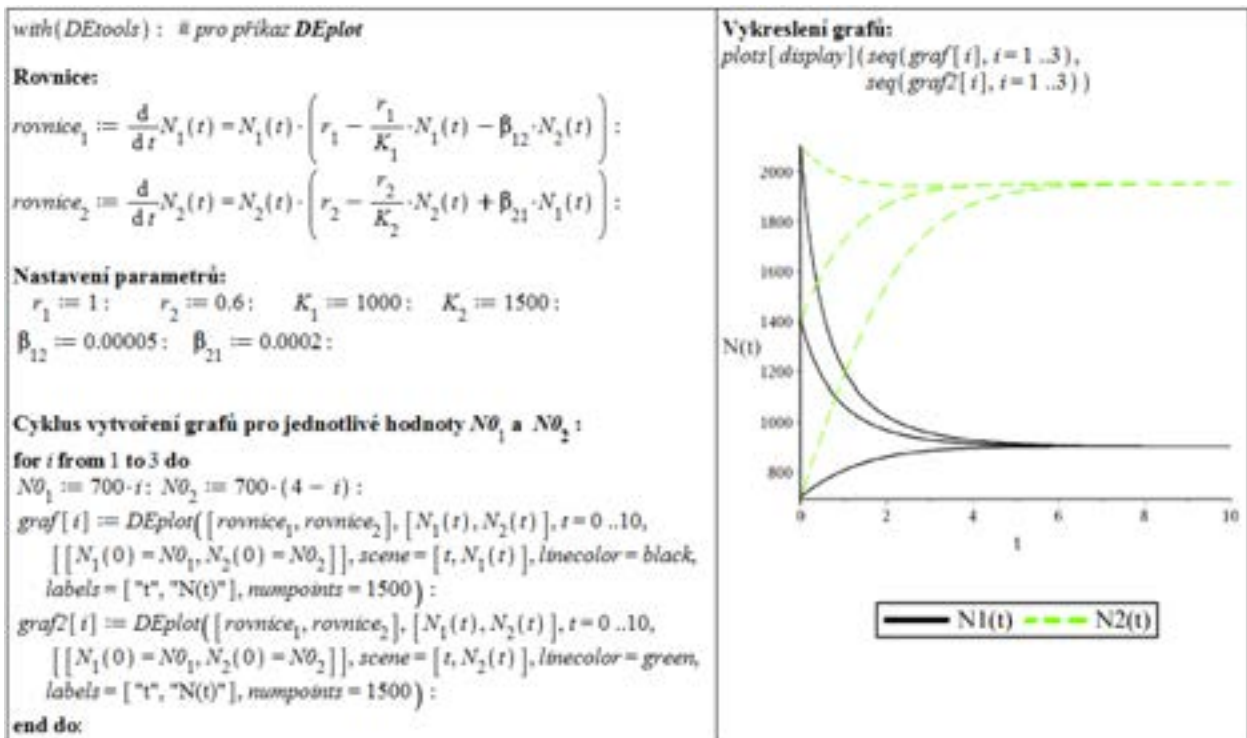 with(DEtools): # pro příkaz DEplot
Rovnice:
rovnice₁ := d/dt N₁(t) = N₁(t)·(r₁ − r₁/K₁·N₁(t) − β₁₂·N₂(t)):
rovnice₂ := d/dt N₂(t) = N₂(t)·(r₂ − r₂/K₂·N₂(t) + β₂₁·N₁(t)):
Nastavení parametrů:
r₁ := 1: r₂ := 0.6: K₁ := 1000: K₂ := 1500:
β₁₂ := 0.00005: β₂₁ := 0.0002:
Cyklus vytvoření grafů pro jednotlivé hodnoty N0₁ a N0₂:
for i from 1 to 3 do
N0₁ := 700·i: N0₂ := 700·(4 − i):
graf[i] := DEplot([rovnice₁, rovnice₂], [N₁(t), N₂(t)], t = 0 ..10,
[[N₁(0) = N0₁, N₂(0) = N0₂]], scene = [t, N₁(t)], linecolor = black,
labels = ["t", "N(t)"], numpoints = 1500):
graf2[i] := DEplot([rovnice₁, rovnice₂], [N₁(t), N₂(t)], t = 0 ..10,
[[N₁(0) = N0₁, N₂(0) = N0₂]], scene = [t, N₂(t)], linecolor = green,
labels = ["t", "N(t)"], numpoints = 1500):
end do:
Vykreslení grafů:
plots[display](seq(graf[i], i = 1 ..3),
seq(graf2[i], i = 1 ..3))
2000
1800
1600
1400
N(t)
1200
1000
800
0 2 4 6 8 10
t
N1(t) N2(t)